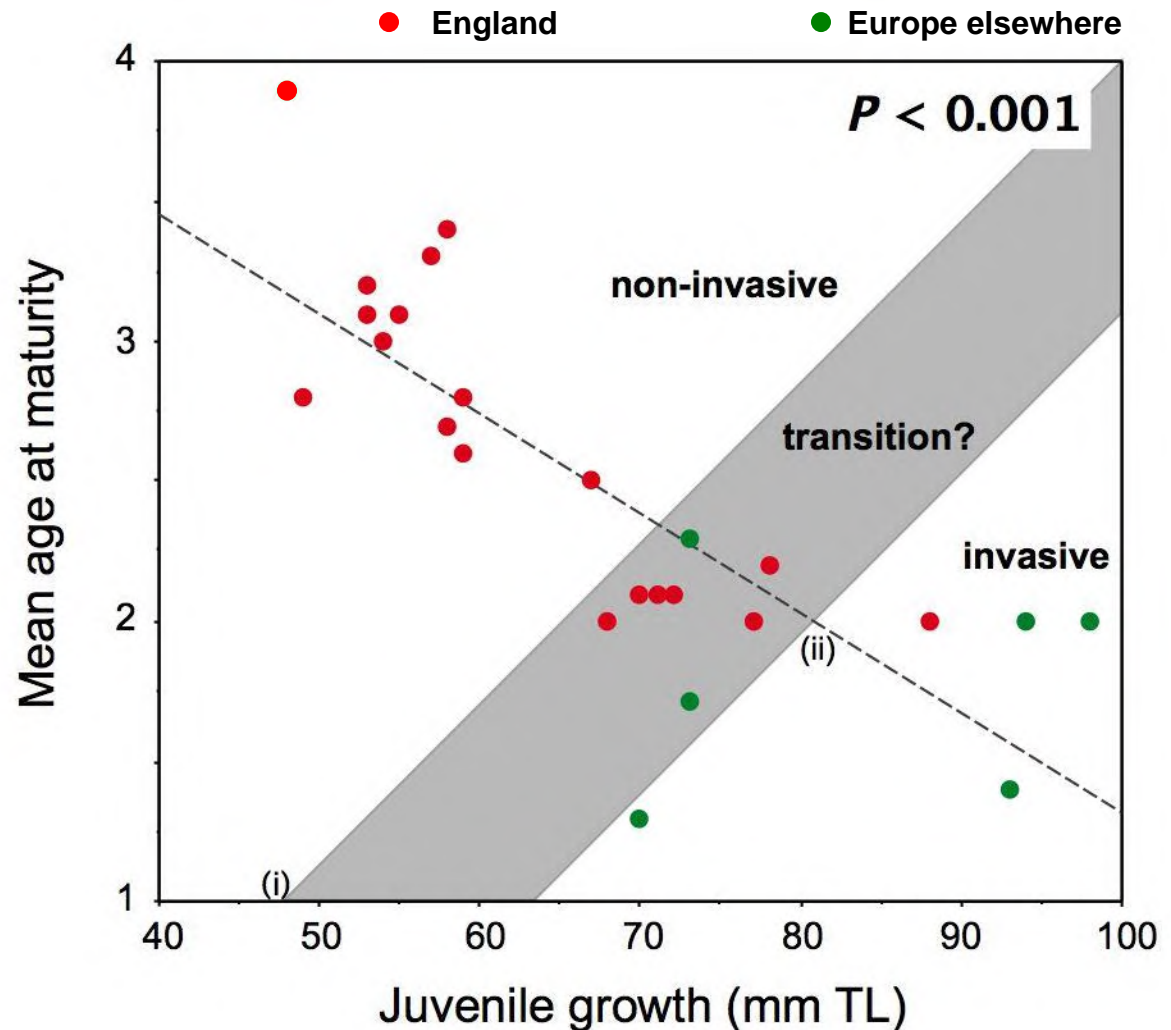 England
Europe elsewhere
P < 0.001
non-invasive
transition?
invasive
(i)
(ii)
4
3
2
1
Mean age at maturity
40 50 60 70 80 90 100
Juvenile growth (mm TL)